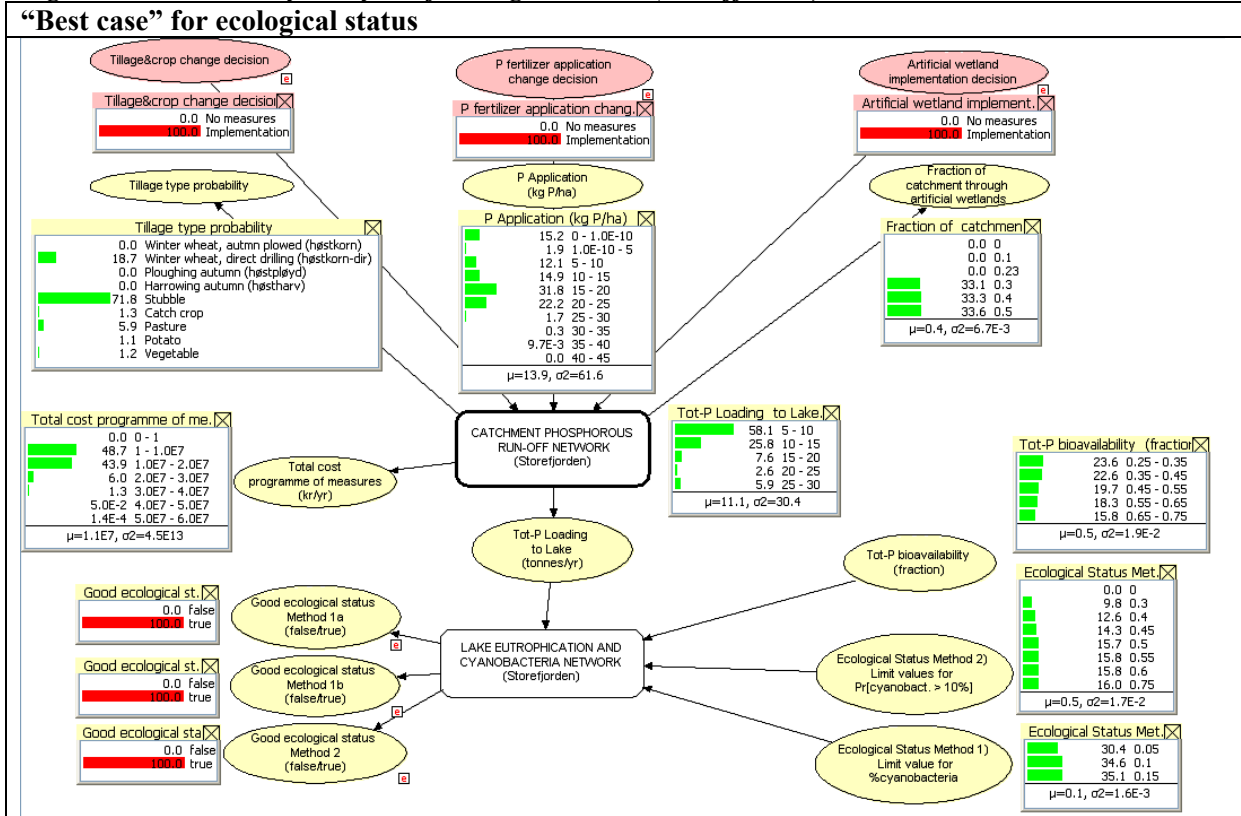 “Best case” for ecological status
Tillage&crop change decision
e
Tillage&crop change decision
0.0 No measures
100.0 Implementation
P fertilizer application
change decision
e
P fertilizer application chang.
0.0 No measures
100.0 Implementation
Artificial wetland
implementation decision
e
Artificial wetland implement.
0.0 No measures
100.0 Implementation
Tillage type probability
Tillage type probability
0.0 Winter wheat, autmn plowed (høstkorn)
18.7 Winter wheat, direct drilling (høstkorn-dir)
0.0 Ploughing autumn (høstpløyd)
0.0 Harrowing autumn (høstharv)
71.8 Stubble
1.3 Catch crop
5.9 Pasture
1.1 Potato
1.2 Vegetable
P Application
(kg P/ha)
P Application (kg P/ha)
15.2 0 - 1.0E-10
1.9 1.0E-10 - 5
12.1 5 - 10
14.9 10 - 15
31.8 15 - 20
22.2 20 - 25
1.7 25 - 30
0.3 30 - 35
9.7E-3 35 - 40
0.0 40 - 45
μ=13.9, σ2=61.6
Fraction of
catchment through
artificial wetlands
Fraction of catchmen
0.0 0
0.0 0.1
0.0 0.23
33.1 0.3
33.3 0.4
33.6 0.5
μ=0.4, σ2=6.7E-3
Total cost programme of me.
0.0 0 - 1
48.7 1 - 1.0E7
43.9 1.0E7 - 2.0E7
6.0 2.0E7 - 3.0E7
1.3 3.0E7 - 4.0E7
5.0E-2 4.0E7 - 5.0E7
1.4E-4 5.0E7 - 6.0E7
μ=1.1E7, σ2=4.5E13
Total cost
programme of measures
(kr/yr)
CATCHMENT PHOSPHOROUS
RUN-OFF NETWORK
(Storefjorden)
Tot-P Loading to Lake.
58.1 5 - 10
25.8 10 - 15
7.6 15 - 20
2.6 20 - 25
5.9 25 - 30
μ=11.1, σ2=30.4
Tot-P bioavailability (fraction
23.6 0.25 - 0.35
22.6 0.35 - 0.45
19.7 0.45 - 0.55
18.3 0.55 - 0.65
15.8 0.65 - 0.75
μ=0.5, σ2=1.9E-2
Tot-P Loading
to Lake
(tonnes/yr)
Tot-P bioavailability
(fraction)
Good ecological st.
0.0 false
100.0 true
Good ecological status
Method 1a
(false/true)
e
Good ecological st.
0.0 false
100.0 true
Good ecological status
Method 1b
(false/true)
e
Good ecological sta
0.0 false
100.0 true
Good ecological status
Method 2
(false/true)
e
LAKE EUTROPHICATION AND
CYANOBACTERIA NETWORK
(Storefjorden)
Ecological Status Met.
0.0 0
9.8 0.3
12.6 0.4
14.3 0.45
15.7 0.5
15.8 0.55
15.8 0.6
16.0 0.75
μ=0.5, σ2=1.7E-2
Ecological Status Method 2)
Limit values for
Pr[cyanobact. > 10%]
Ecological Status Method 1)
Limit value for
%cyanobacteria
Ecological Status Met.
30.4 0.05
34.6 0.1
35.1 0.15
μ=0.1, σ2=1.6E-3